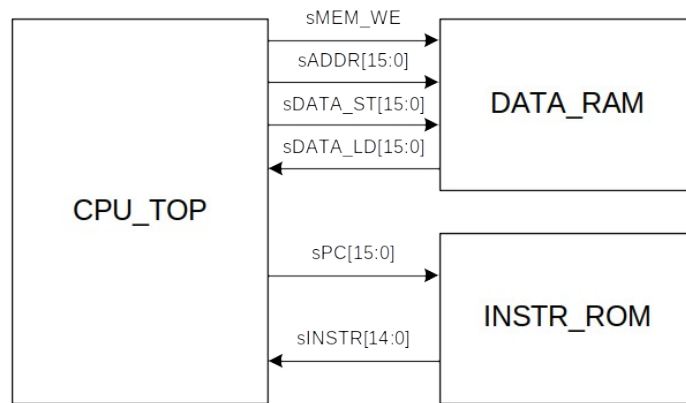 sMEM_WE
sADDR[15:0]
sDATA_ST[15:0]
sDATA_LD[15:0]
DATA_RAM
CPU_TOP
sPC[15:0]
sINSTR[14:0]
INSTR_ROM